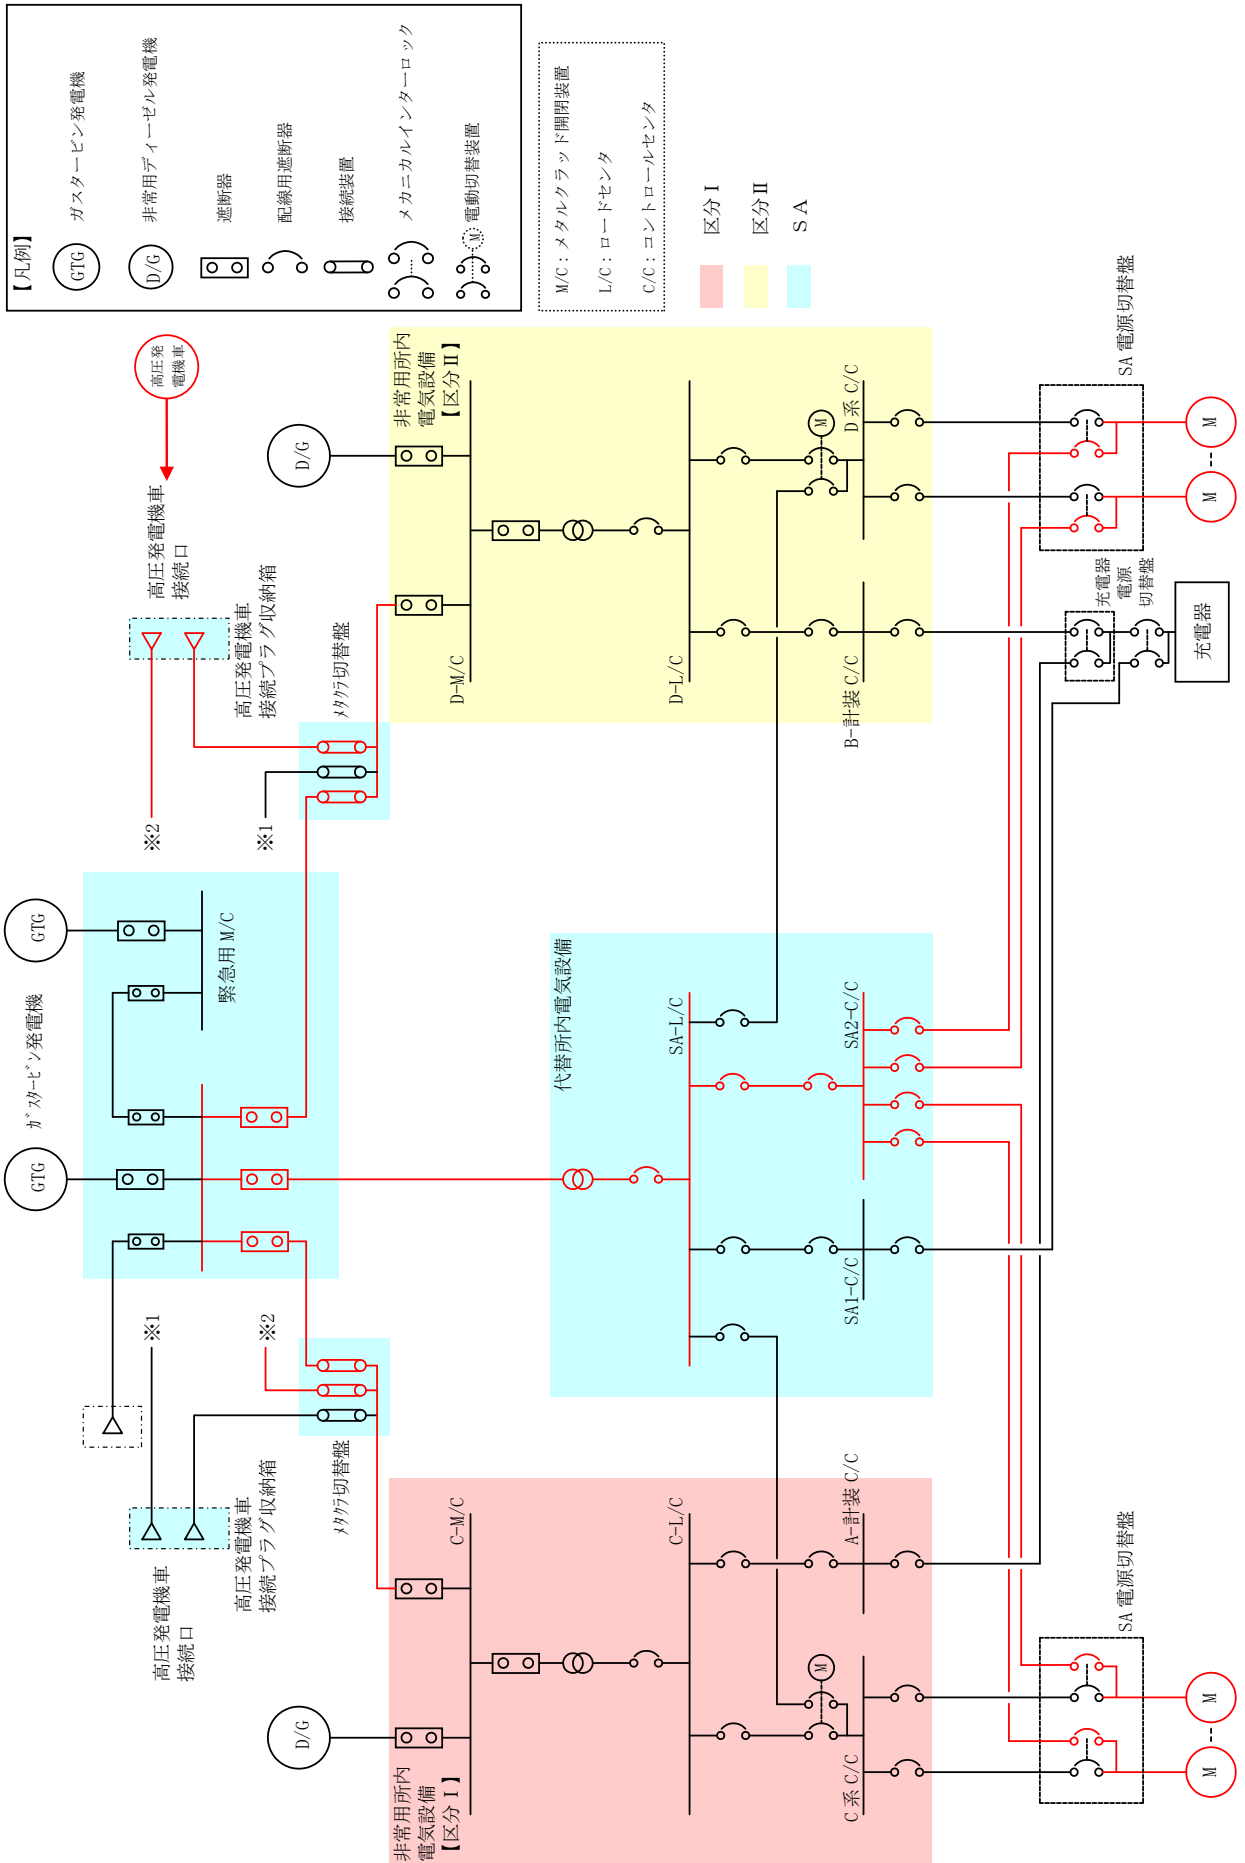 【凡例】
GTG
ガスタービン発電機
D/G
非常用ディーゼル発電機
遮断器
配線用遮断器
接続装置
メカニカルインターロック
M
電動切替装置
M/C：メタルクラッド開閉装置
L/C：ロードセンタ
C/C：コントロールセンタ
区分Ⅰ
区分Ⅱ
ＳＡ
高圧発
電機車
高圧発電機車
接続口
高圧発電機車
接続プラグ収納箱
ﾒﾀｸﾗ切替盤
※2
※1
D/G
非常用所内
電気設備
【区分Ⅱ】
D-M/C
D-L/C
M
D系C/C
B-計装C/C
SA電源切替盤
M
M
充電器
電源
切替盤
充電器
GTG
ｶﾞｽﾀｰﾋﾞﾝ発電機
GTG
緊急用M/C
代替所内電気設備
SA-L/C
SA2-C/C
SA1-C/C
※1
※2
高圧発電機車
接続口
高圧発電機車
接続プラグ収納箱
ﾒﾀｸﾗ切替盤
D/G
非常用所内
電気設備
【区分Ⅰ】
C-M/C
C-L/C
A-計装C/C
M
C系C/C
SA電源切替盤
M
M